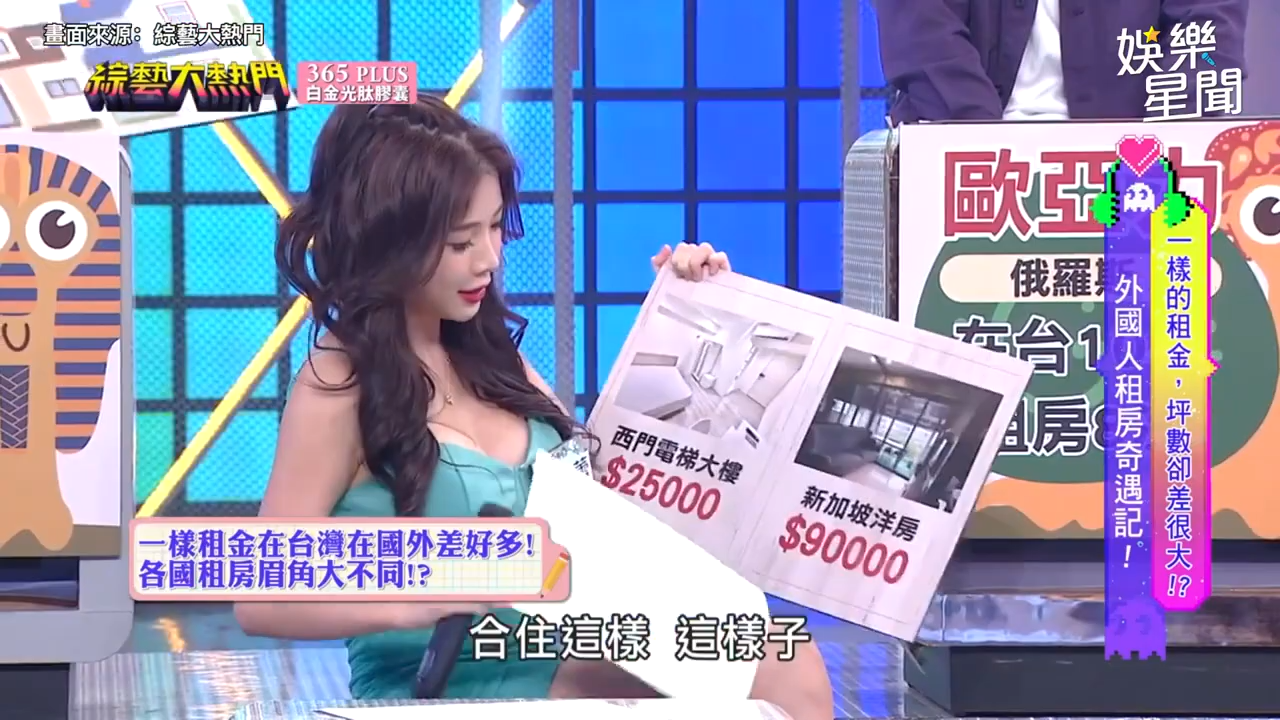 畫面來源：綜藝大熱門
綜藝大熱門
365 PLUS
白金光肽膠囊
娛樂
星聞
歐亞
俄羅斯
在台1
租房8
一樣的租金，坪數卻差很大!?
外國人租房奇遇記！
西門電梯大樓
$25000
新加坡洋房
$90000
一樣租金在台灣在國外差好多!
各國租房眉角大不同!?
合住這樣 這樣子